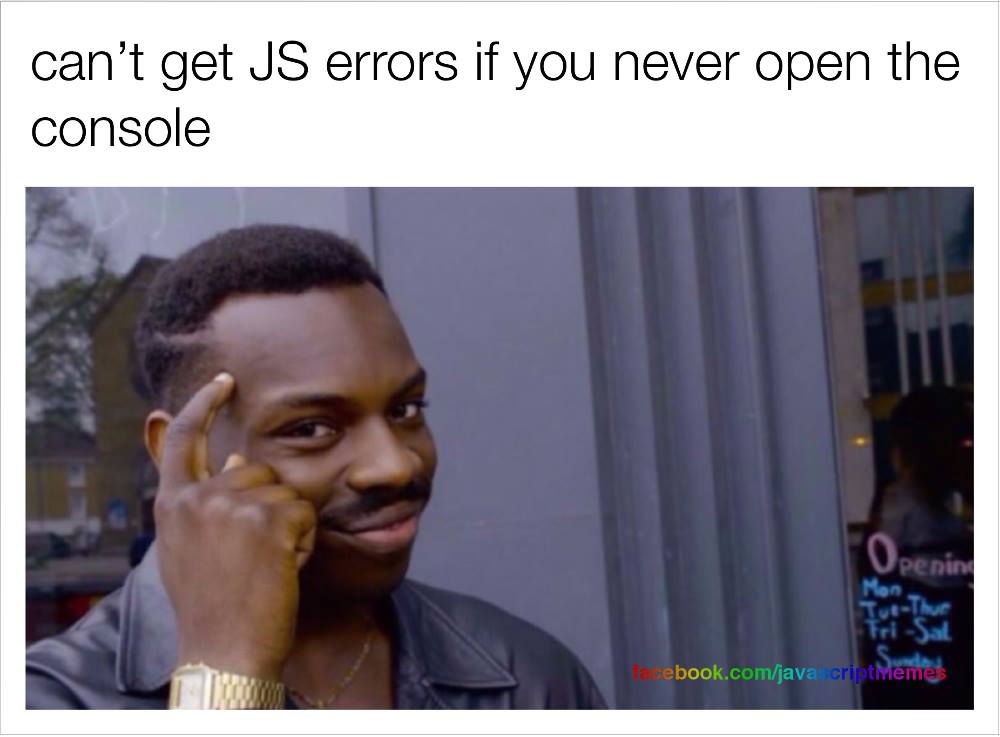 can’t get JS errors if you never open the
console
Opening
Mon
Tue-Thur
Fri -Sat
Sunday
facebook.com/javascriptmemes